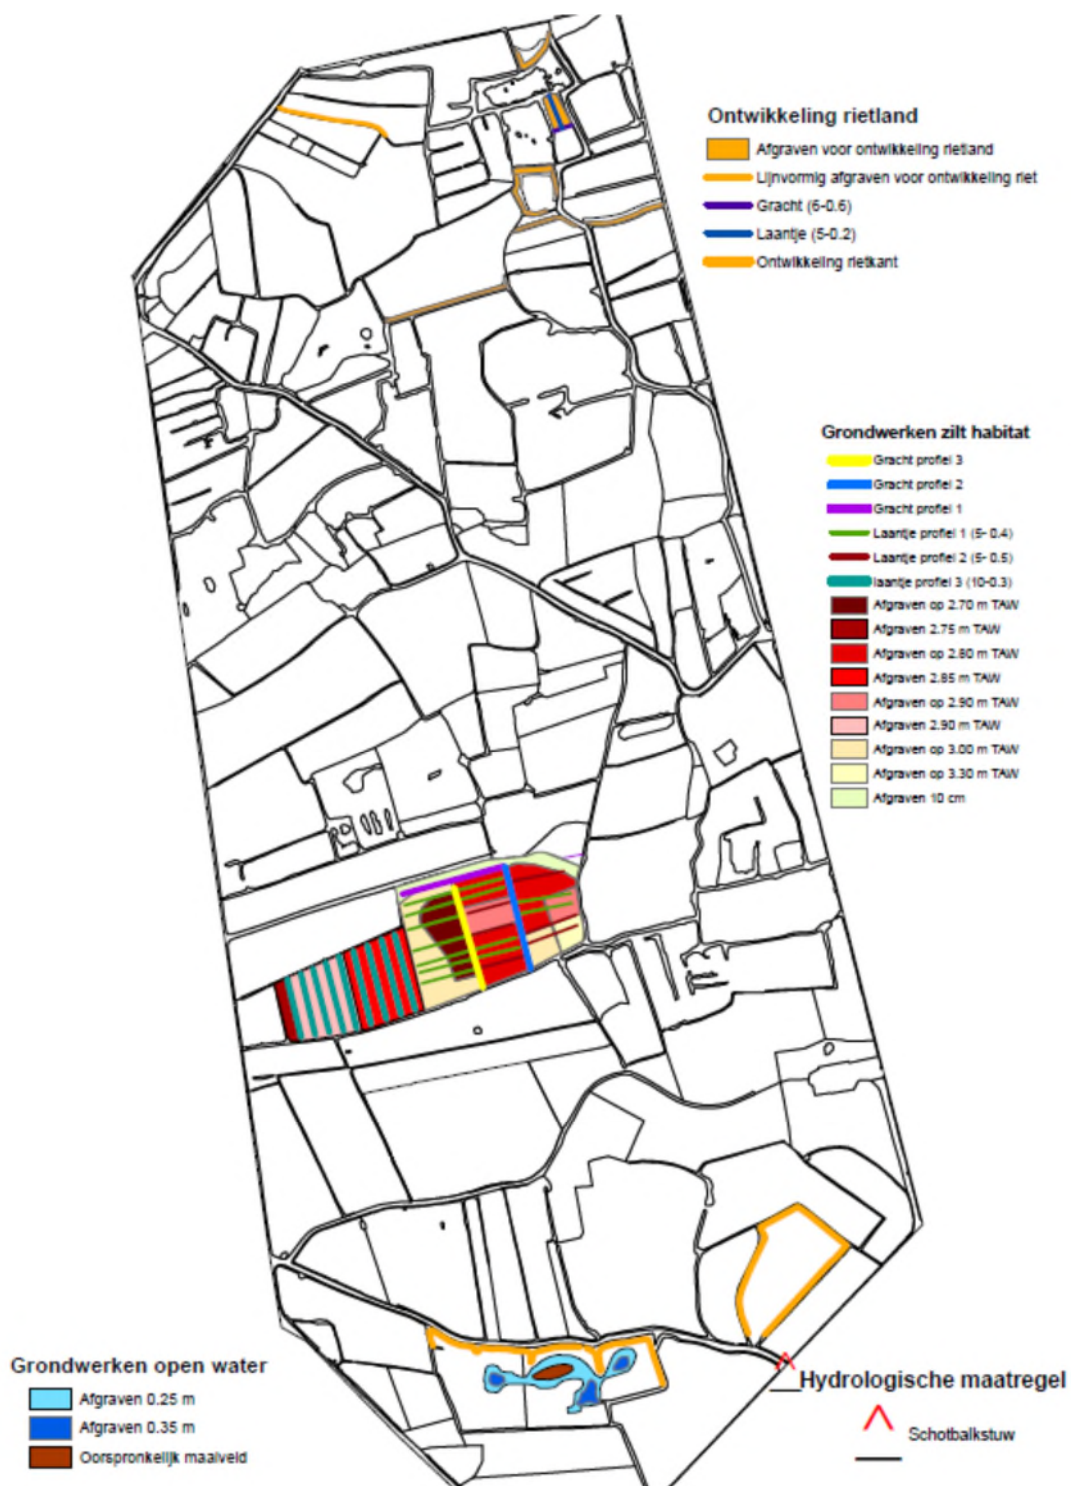 Ontwikkeling rietland
Afgraven voor ontwikkeling rietland
Lijnvormig afgraven voor ontwikkeling riet
Gracht (6-0.6)
Laantje (5-0.2)
Ontwikkeling rietkant
Grondwerken zilt habitat
Gracht profiel 3
Gracht profiel 2
Gracht profiel 1
Laantje profiel 1 (5- 0.4)
Laantje profiel 2 (5- 0.5)
laantje profiel 3 (10-0.3)
Afgraven op 2.70 m TAW
Afgraven 2.75 m TAW
Afgraven op 2.80 m TAW
Afgraven 2.85 m TAW
Afgraven op 2.90 m TAW
Afgraven 2.90 m TAW
Afgraven op 3.00 m TAW
Afgraven op 3.30 m TAW
Afgraven 10 cm
Grondwerken open water
Afgraven 0.25 m
Afgraven 0.35 m
Oorspronkelijk maaiveld
Hydrologische maatregel
Schotbalkstuw